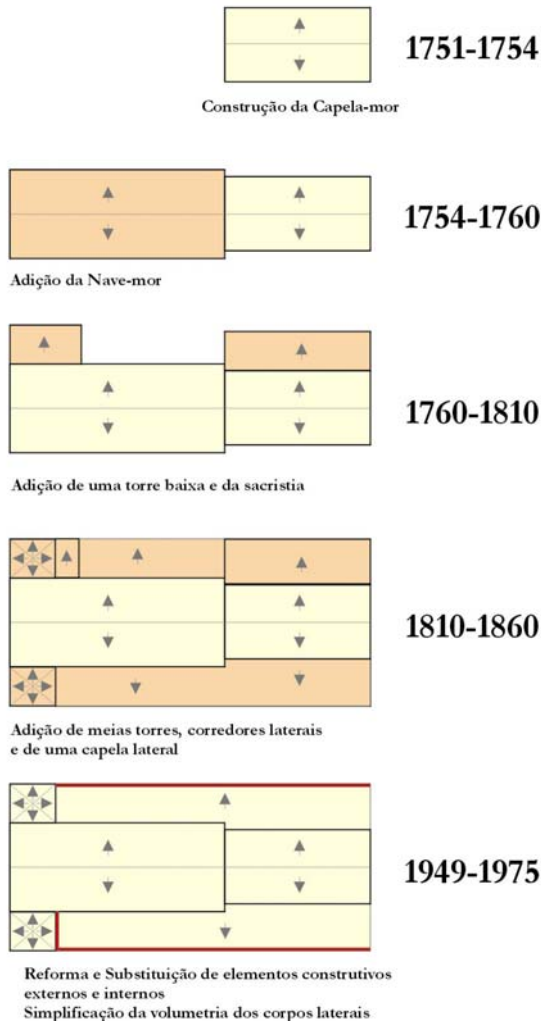 1751-1754
Construção da Capela-mor
1754-1760
Adição da Nave-mor
1760-1810
Adição de uma torre baixa e da sacristia
1810-1860
Adição de meias torres, corredores laterais
e de uma capela lateral
1949-1975
Reforma e Substituição de elementos construtivos
externos e internos
Simplificação da volumetria dos corpos laterais